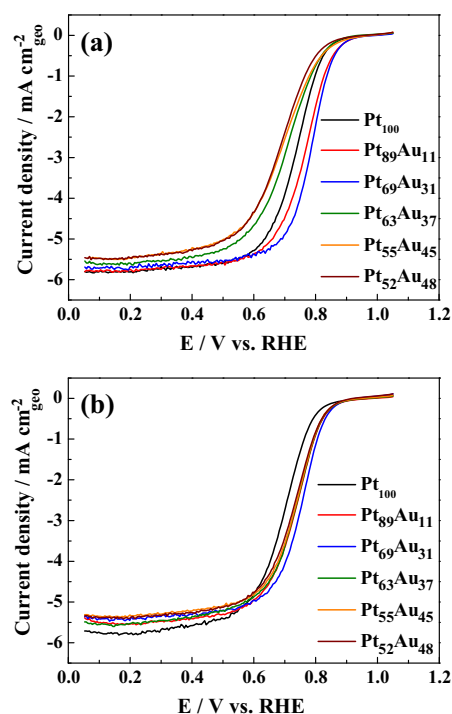 (a)
Current density / mA cm⁻²geo
0
-1
-2
-3
-4
-5
-6
Pt₁₀₀
Pt₈₉Au₁₁
Pt₆₉Au₃₁
Pt₆₃Au₃₇
Pt₅₅Au₄₅
Pt₅₂Au₄₈
0.0 0.2 0.4 0.6 0.8 1.0 1.2
E / V vs. RHE
(b)
Current density / mA cm⁻²geo
0
-1
-2
-3
-4
-5
-6
Pt₁₀₀
Pt₈₉Au₁₁
Pt₆₉Au₃₁
Pt₆₃Au₃₇
Pt₅₅Au₄₅
Pt₅₂Au₄₈
0.0 0.2 0.4 0.6 0.8 1.0 1.2
E / V vs. RHE